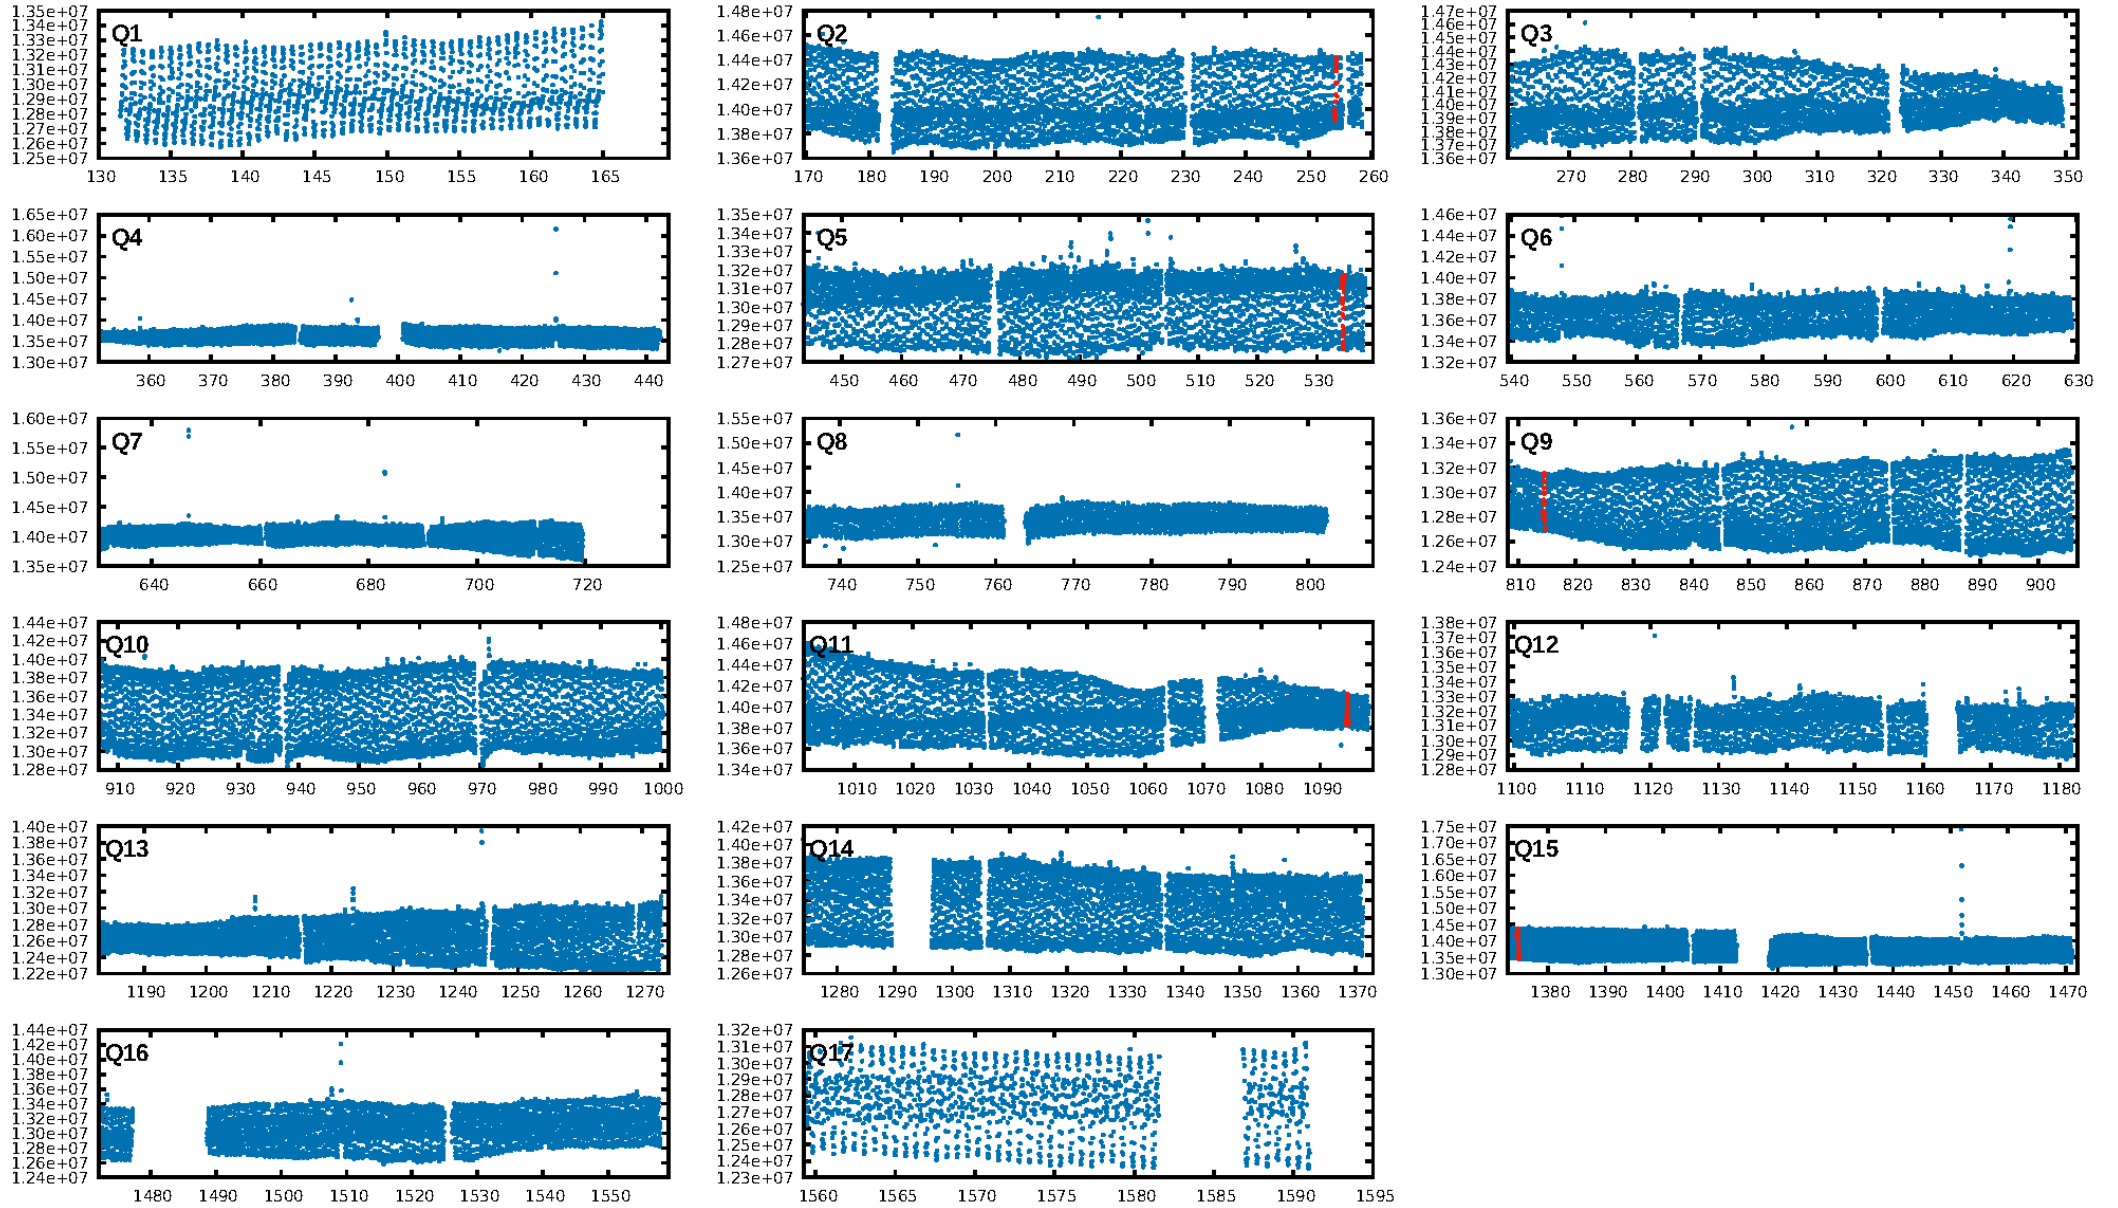 1.35e+07
1.34e+07
1.33e+07
1.32e+07
1.31e+07
1.30e+07
1.29e+07
1.28e+07
1.27e+07
1.26e+07
1.25e+07
Q1
130 135 140 145 150 155 160 165
1.48e+07
1.46e+07
1.44e+07
1.42e+07
1.40e+07
1.38e+07
1.36e+07
Q2
170 180 190 200 210 220 230 240 250 260
1.47e+07
1.46e+07
1.45e+07
1.44e+07
1.43e+07
1.42e+07
1.41e+07
1.40e+07
1.39e+07
1.38e+07
1.37e+07
1.36e+07
Q3
270 280 290 300 310 320 330 340 350
1.65e+07
1.60e+07
1.55e+07
1.50e+07
1.45e+07
1.40e+07
1.35e+07
1.30e+07
Q4
360 370 380 390 400 410 420 430 440
1.35e+07
1.34e+07
1.33e+07
1.32e+07
1.31e+07
1.30e+07
1.29e+07
1.28e+07
1.27e+07
Q5
450 460 470 480 490 500 510 520 530
1.46e+07
1.44e+07
1.42e+07
1.40e+07
1.38e+07
1.36e+07
1.34e+07
1.32e+07
Q6
540 550 560 570 580 590 600 610 620 630
1.60e+07
1.55e+07
1.50e+07
1.45e+07
1.40e+07
1.35e+07
Q7
640 660 680 700 720
1.55e+07
1.50e+07
1.45e+07
1.40e+07
1.35e+07
1.30e+07
1.25e+07
Q8
740 750 760 770 780 790 800
1.36e+07
1.34e+07
1.32e+07
1.30e+07
1.28e+07
1.26e+07
1.24e+07
Q9
810 820 830 840 850 860 870 880 890 900
1.44e+07
1.42e+07
1.40e+07
1.38e+07
1.36e+07
1.34e+07
1.32e+07
1.30e+07
1.28e+07
Q10
910 920 930 940 950 960 970 980 990 1000
1.48e+07
1.46e+07
1.44e+07
1.42e+07
1.40e+07
1.38e+07
1.36e+07
1.34e+07
Q11
1010 1020 1030 1040 1050 1060 1070 1080 1090
1.38e+07
1.37e+07
1.36e+07
1.35e+07
1.34e+07
1.33e+07
1.32e+07
1.31e+07
1.30e+07
1.29e+07
1.28e+07
Q12
1100 1110 1120 1130 1140 1150 1160 1170 1180
1.40e+07
1.38e+07
1.36e+07
1.34e+07
1.32e+07
1.30e+07
1.28e+07
1.26e+07
1.24e+07
1.22e+07
Q13
1190 1200 1210 1220 1230 1240 1250 1260 1270
1.42e+07
1.40e+07
1.38e+07
1.36e+07
1.34e+07
1.32e+07
1.30e+07
1.28e+07
1.26e+07
Q14
1280 1290 1300 1310 1320 1330 1340 1350 1360 1370
1.75e+07
1.70e+07
1.65e+07
1.60e+07
1.55e+07
1.50e+07
1.45e+07
1.40e+07
1.35e+07
1.30e+07
Q15
1380 1390 1400 1410 1420 1430 1440 1450 1460 1470
1.44e+07
1.42e+07
1.40e+07
1.38e+07
1.36e+07
1.34e+07
1.32e+07
1.30e+07
1.28e+07
1.26e+07
1.24e+07
Q16
1480 1490 1500 1510 1520 1530 1540 1550
1.32e+07
1.31e+07
1.30e+07
1.29e+07
1.28e+07
1.27e+07
1.26e+07
1.25e+07
1.24e+07
1.23e+07
Q17
1560 1565 1570 1575 1580 1585 1590 1595